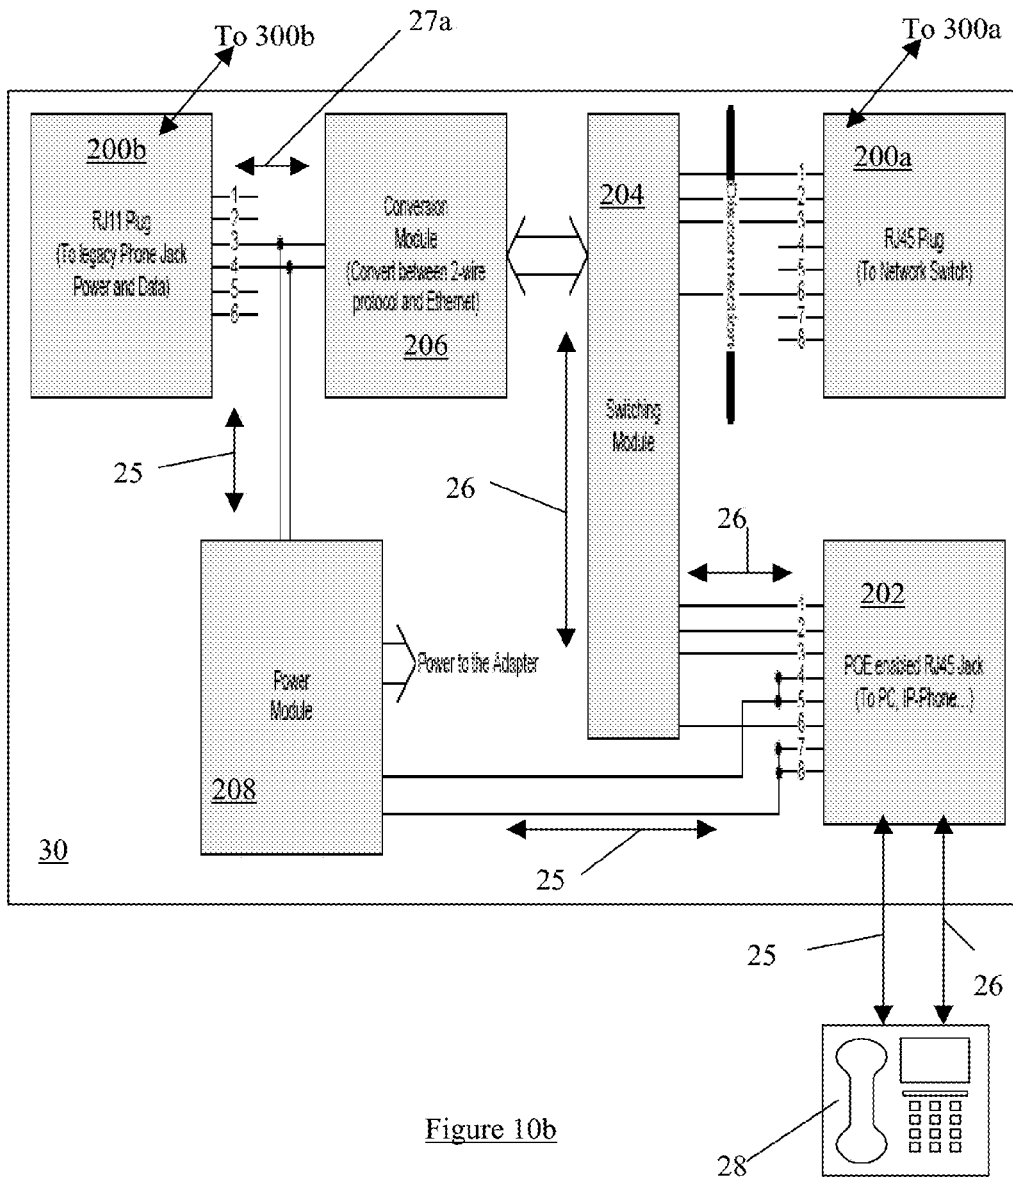 To 300b
27a
To 300a
200b
RJ11 Plug
(To legacy Phone Jack
Power and Data)
1
2
3
4
5
6
Conversion
Module
(Convert between 2-wire
protocol and Ethernet)
206
204
Switching
Module
1
2
3
4
5
6
7
8
200a
RJ45 Plug
(To Network Switch)
25
26
26
Power
Module
208
Power to the Adapter
1
2
3
4
5
6
7
8
202
POE enabled RJ45 Jack
(To PC, IP-Phone...)
30
25
25
26
28
Figure 10b